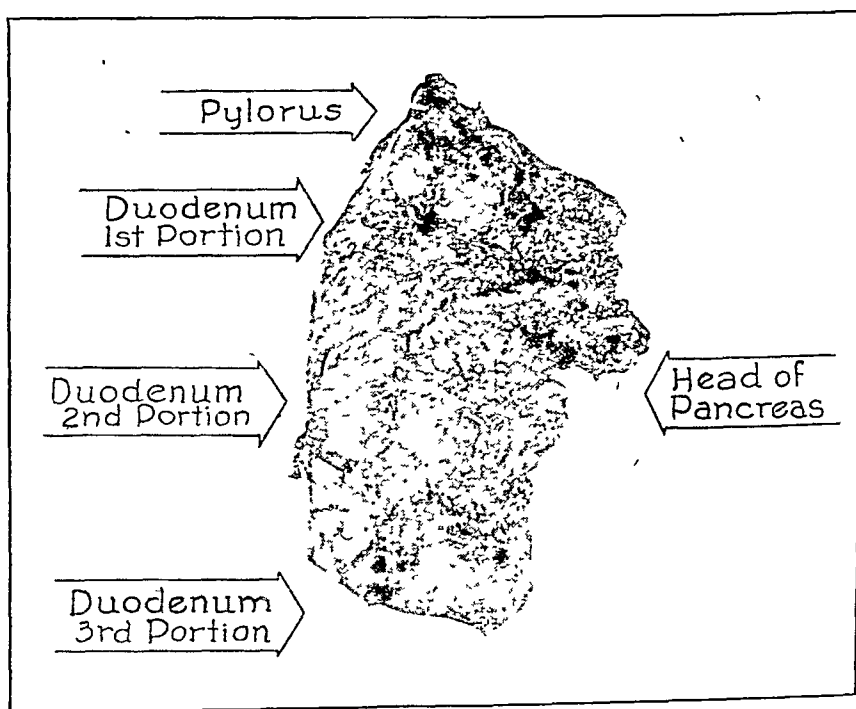 Pylorus
Duodenum
1st Portion
Duodenum
2nd Portion
Head of
Pancreas
Duodenum
3rd Portion